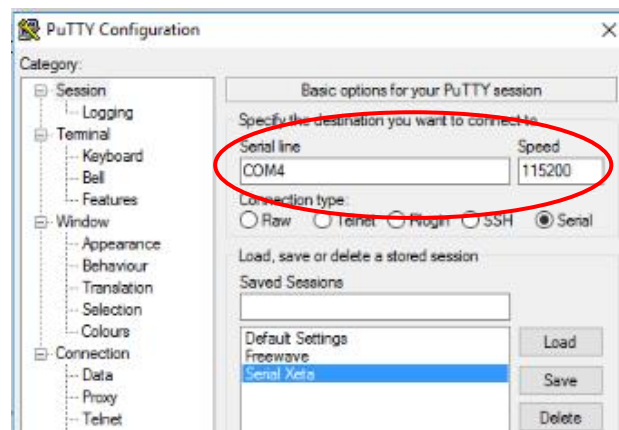 PuTTY Configuration
Category:
Session
Logging
Terminal
Keyboard
Bell
Features
Window
Appearance
Behaviour
Translation
Selection
Colours
Connection
Data
Proxy
Telnet
Basic options for your PuTTY session
Specify the destination you want to connect to
Serial line Speed
COM4 115200
Connection type:
Raw Telnet Rlogin SSH Serial
Load, save or delete a stored session
Saved Sessions
Default Settings
Freewave
Serial Xeta
Load
Save
Delete